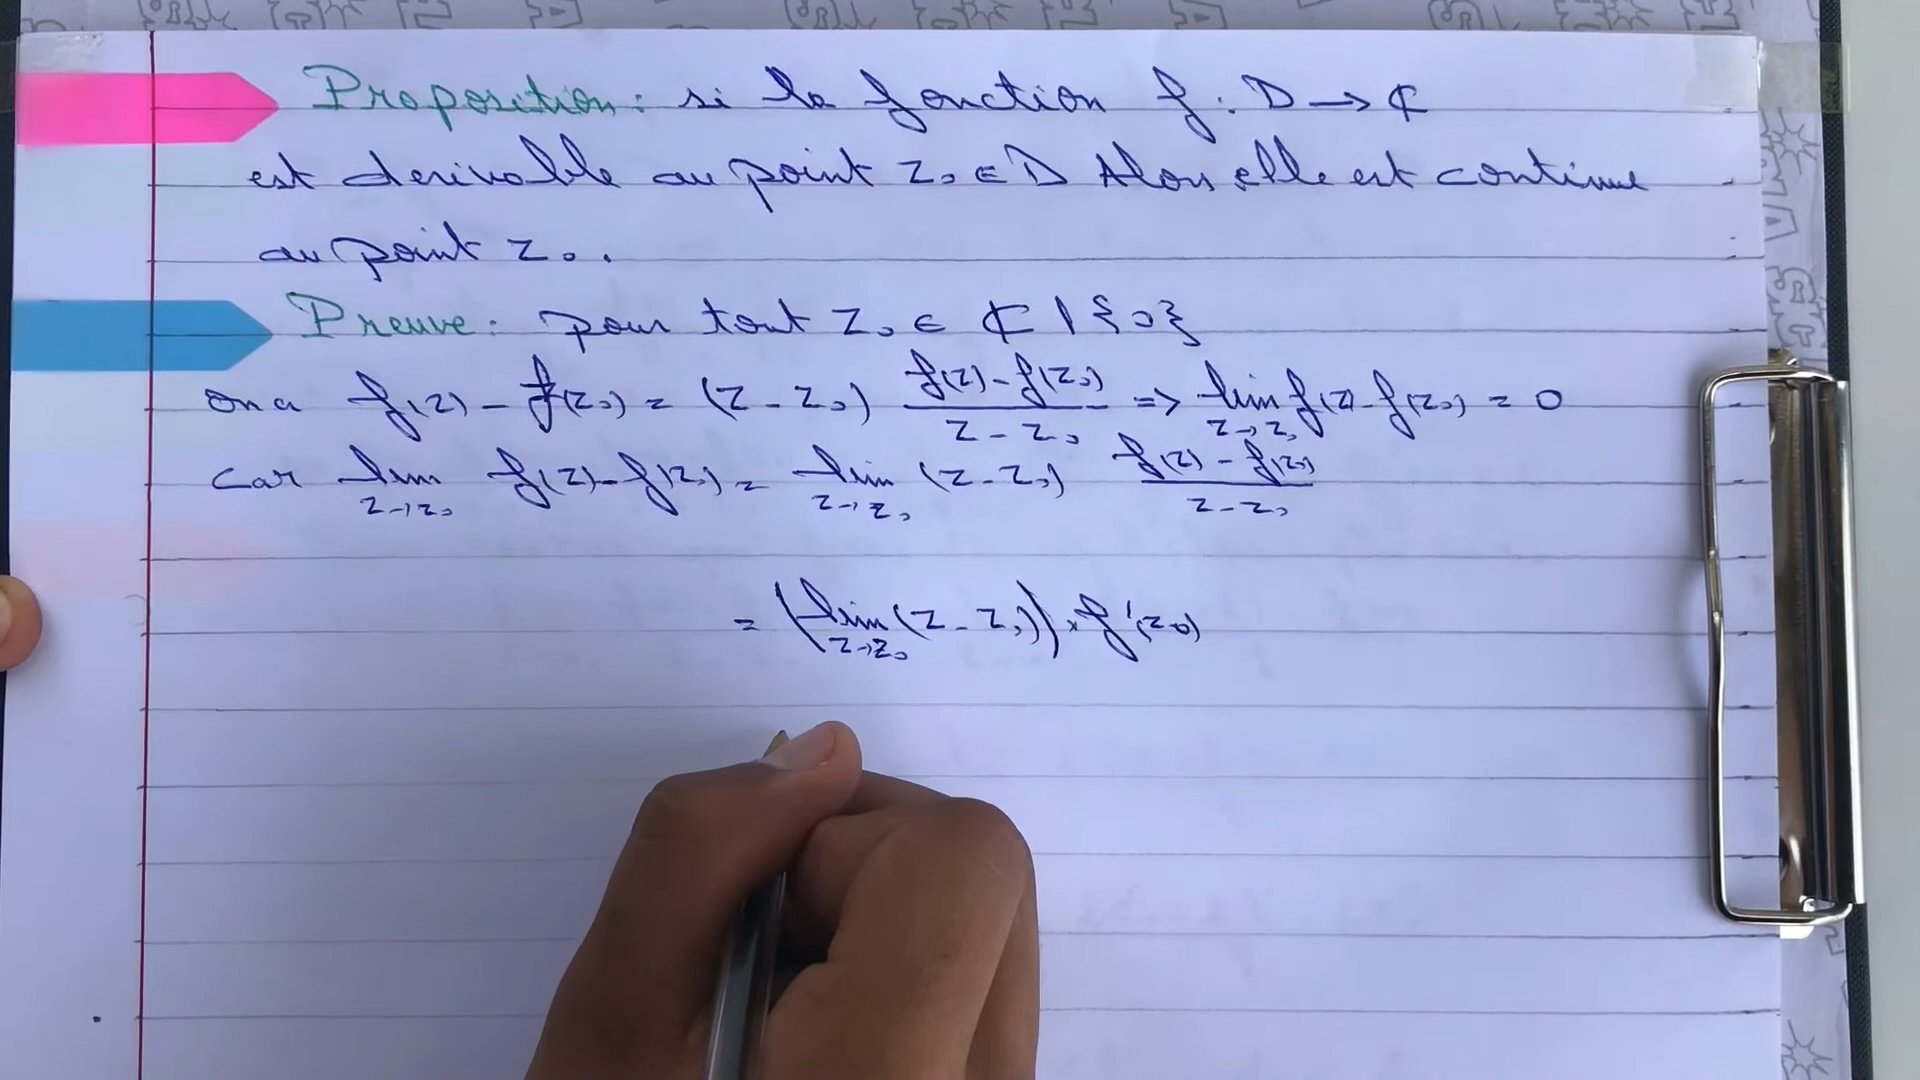 Proposition : si la fonction f : D → ℂ
est derivable au point z₀ ∈ D Alors elle est continue
au point z₀ .
Preuve : pour tout z₀ ∈ ℂ \ {0}
on a f(z) - f(z₀) = (z - z₀) (f(z) - f(z₀))/(z - z₀) => lim_{z→z₀} f(z) - f(z₀) = 0
Car lim_{z→z₀} f(z) - f(z₀) = lim_{z→z₀} (z - z₀) (f(z) - f(z₀))/(z - z₀)
= (lim_{z→z₀} (z - z₀)) × f'(z₀)